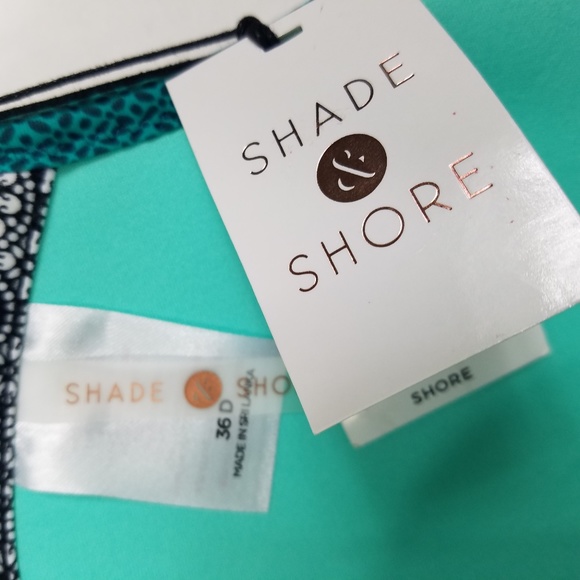 SHADE
&
SHORE
SHORE
SHADE & SHO
36 D
MADE IN SRI LANKA